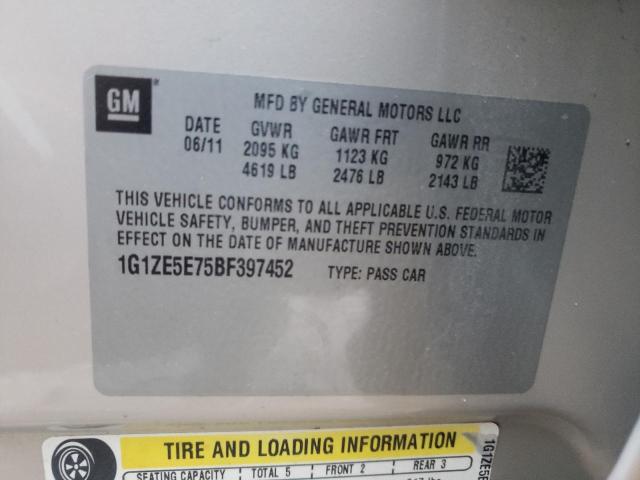 GM
MFD BY GENERAL MOTORS LLC
DATE GVWR GAWR FRT GAWR RR
06/11 2095 KG 1123 KG 972 KG
4619 LB 2476 LB 2143 LB
THIS VEHICLE CONFORMS TO ALL APPLICABLE U.S. FEDERAL MOTOR
VEHICLE SAFETY, BUMPER, AND THEFT PREVENTION STANDARDS IN
EFFECT ON THE DATE OF MANUFACTURE SHOWN ABOVE.
1G1ZE5E75BF397452 TYPE: PASS CAR
TIRE AND LOADING INFORMATION
SEATING CAPACITY TOTAL 5 FRONT 2 REAR 3
1G1ZE5E